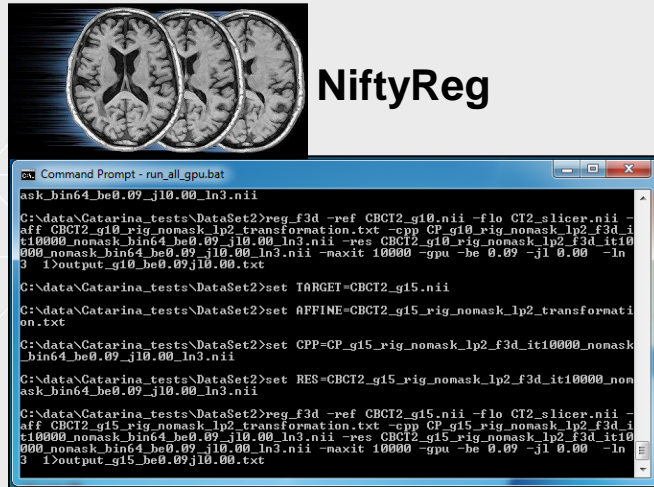 NiftyReg
Command Prompt - run_all_gpu.bat
ask_bin64_be0.09_jl0.00_ln3.nii
C:\data\Catarina_tests\DataSet2>reg_f3d -ref CBCT2_g10.nii -flo CT2_slicer.nii -
aff CBCT2_g10_rig_nomask_lp2_transformation.txt -cpp CP_g10_rig_nomask_lp2_f3d_i
t10000_nomask_bin64_be0.09_jl0.00_ln3.nii -res CBCT2_g10_rig_nomask_lp2_f3d_it10
000_nomask_bin64_be0.09_jl0.00_ln3.nii -maxit 10000 -gpu -be 0.09 -jl 0.00  -ln
3  1>output_g10_be0.09jl0.00.txt
C:\data\Catarina_tests\DataSet2>set TARGET=CBCT2_g15.nii
C:\data\Catarina_tests\DataSet2>set AFFINE=CBCT2_g15_rig_nomask_lp2_transformati
on.txt
C:\data\Catarina_tests\DataSet2>set CPP=CP_g15_rig_nomask_lp2_f3d_it10000_nomask
_bin64_be0.09_jl0.00_ln3.nii
C:\data\Catarina_tests\DataSet2>set RES=CBCT2_g15_rig_nomask_lp2_f3d_it10000_nom
ask_bin64_be0.09_jl0.00_ln3.nii
C:\data\Catarina_tests\DataSet2>reg_f3d -ref CBCT2_g15.nii -flo CT2_slicer.nii -
aff CBCT2_g15_rig_nomask_lp2_transformation.txt -cpp CP_g15_rig_nomask_lp2_f3d_i
t10000_nomask_bin64_be0.09_jl0.00_ln3.nii -res CBCT2_g15_rig_nomask_lp2_f3d_it10
000_nomask_bin64_be0.09_jl0.00_ln3.nii -maxit 10000 -gpu -be 0.09 -jl 0.00  -ln
3  1>output_g15_be0.09jl0.00.txt